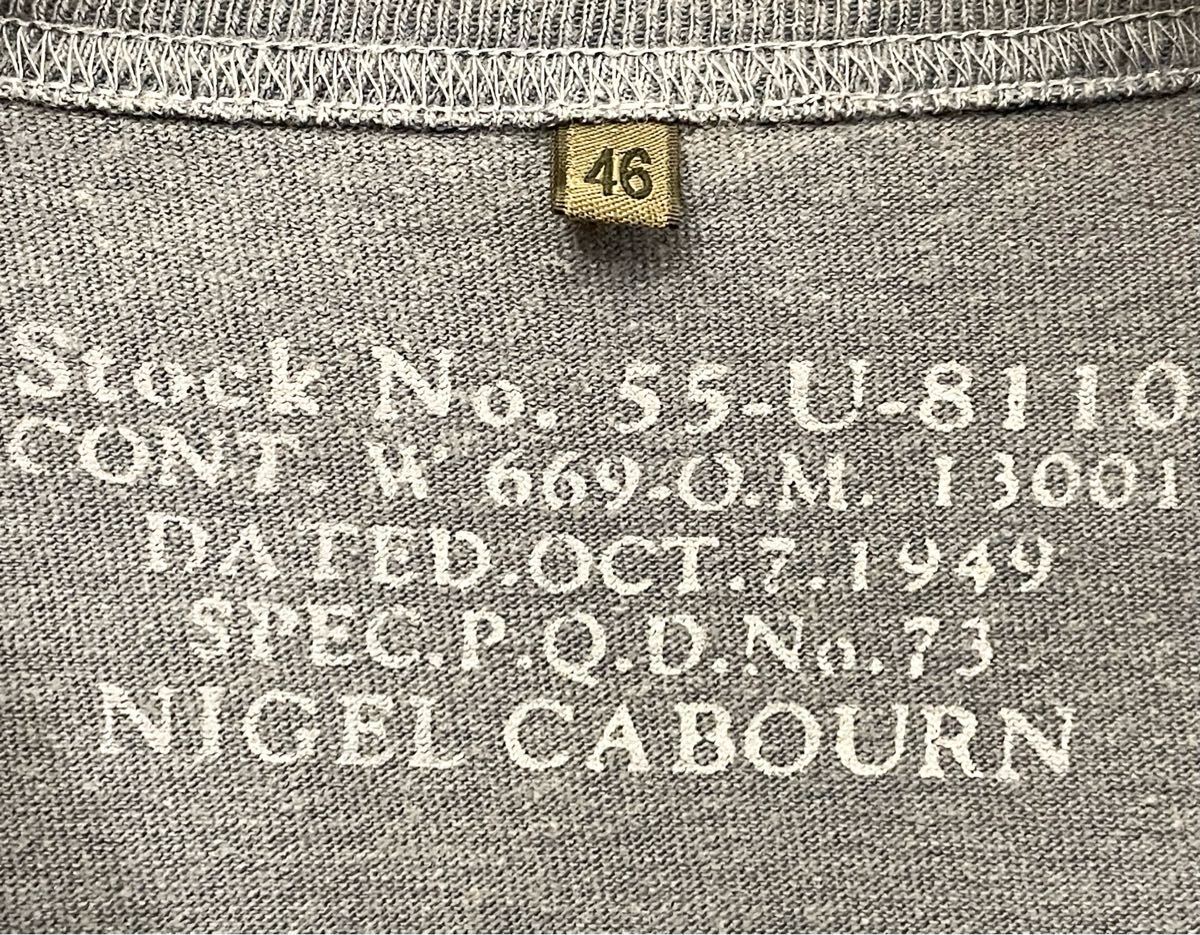 46
Stock No. 55-U-8110
CONT. W 669-O.M. 13001
DATED.OCT.7.1949
SPEC.P.Q.D.No.73
NIGEL CABOURN